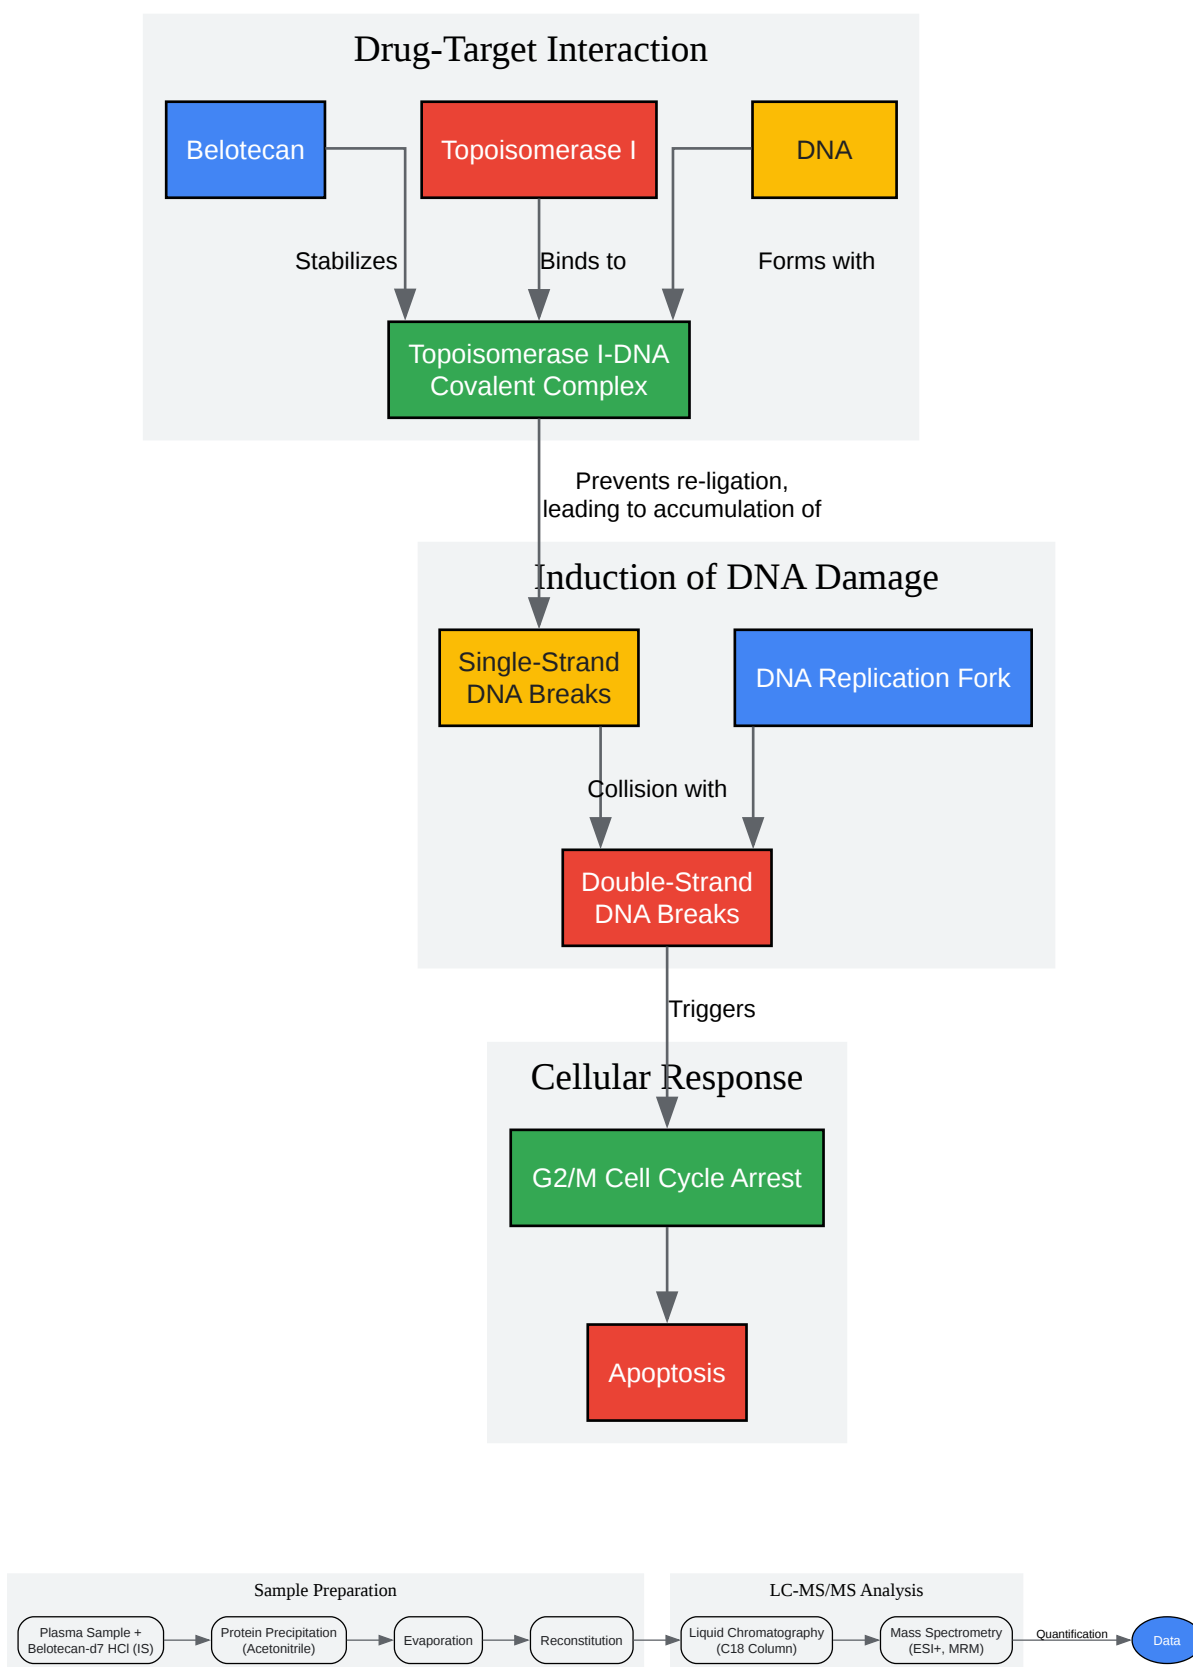 Drug-Target Interaction
Belotecan
Topoisomerase I
DNA
Stabilizes
Binds to
Forms with
Topoisomerase I-DNA
Covalent Complex
Prevents re-ligation,
leading to accumulation of
Induction of DNA Damage
Single-Strand
DNA Breaks
DNA Replication Fork
Collision with
Double-Strand
DNA Breaks
Triggers
Cellular Response
G2/M Cell Cycle Arrest
Apoptosis
Sample Preparation
Plasma Sample +
Belotecan-d7 HCl (IS)
Protein Precipitation
(Acetonitrile)
Evaporation
Reconstitution
LC-MS/MS Analysis
Liquid Chromatography
(C18 Column)
Mass Spectrometry
(ESI+, MRM)
Quantification
Data